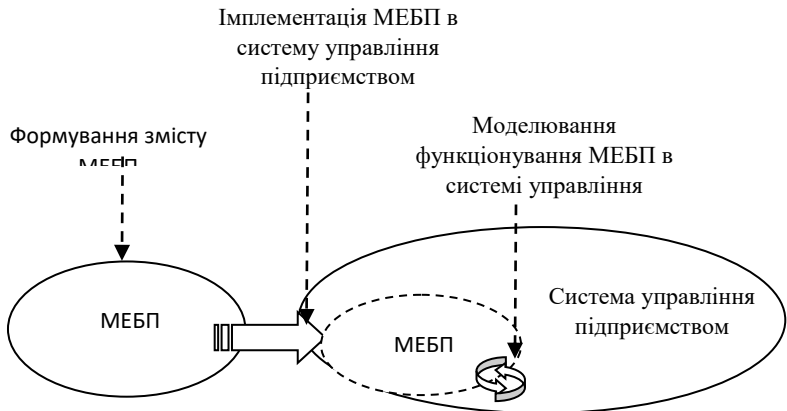 Імплементація МЕБП в
систему управління
підприємством
Формування змісту
МЕБП
Моделювання
функціонування МЕБП в
системі управління
МЕБП
МЕБП
Система управління
підприємством